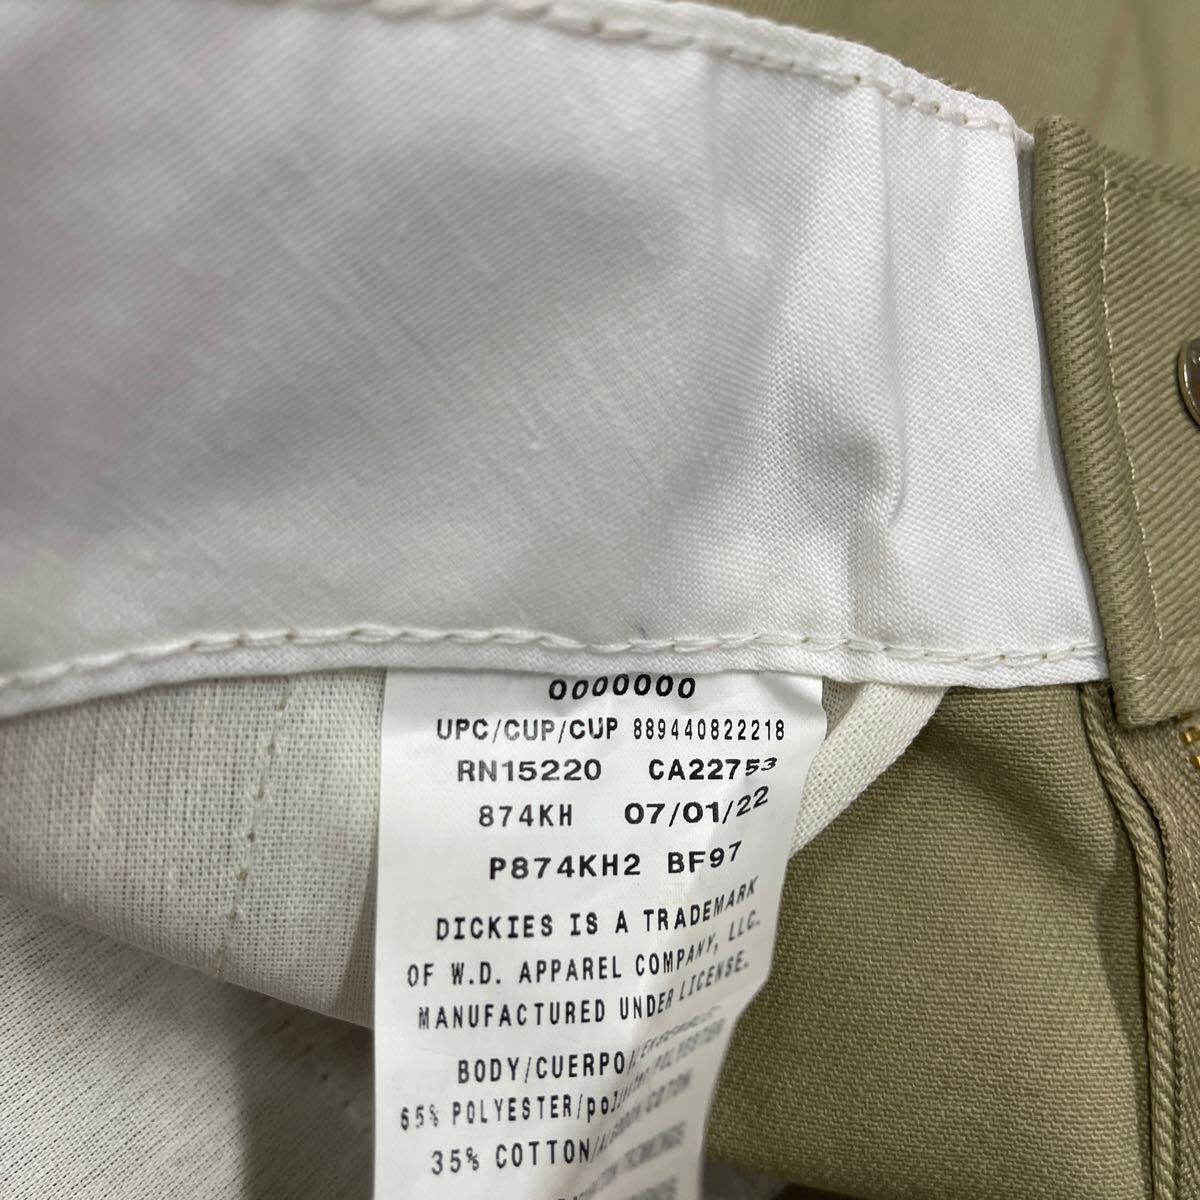 0000000
UPC/CUP/CUP 889440822218
RN15220 CA22753
874KH 07/01/22
P874KH2 BF97
DICKIES IS A TRADEMARK
OF W.D. APPAREL COMPANY, LLC.
MANUFACTURED UNDER LICENSE.
BODY/CUERPO/
65% POLYESTER/
35% COTTON/